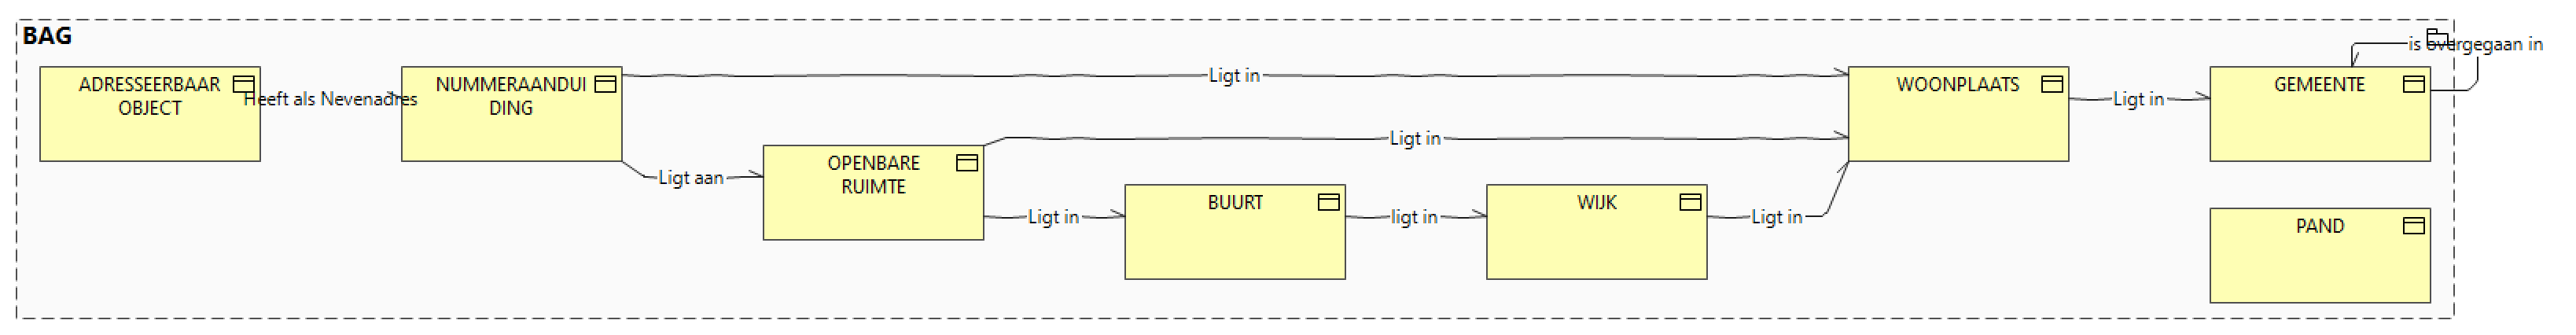 BAG
ADRESSEERBAAR
OBJECT
Heeft als Nevenadres
NUMMERAANDUI
DING
Ligt in
Ligt aan
OPENBARE
RUIMTE
Ligt in
Ligt in
BUURT
ligt in
WIJK
Ligt in
WOONPLAATS
Ligt in
GEMEENTE
is overgegaan in
PAND